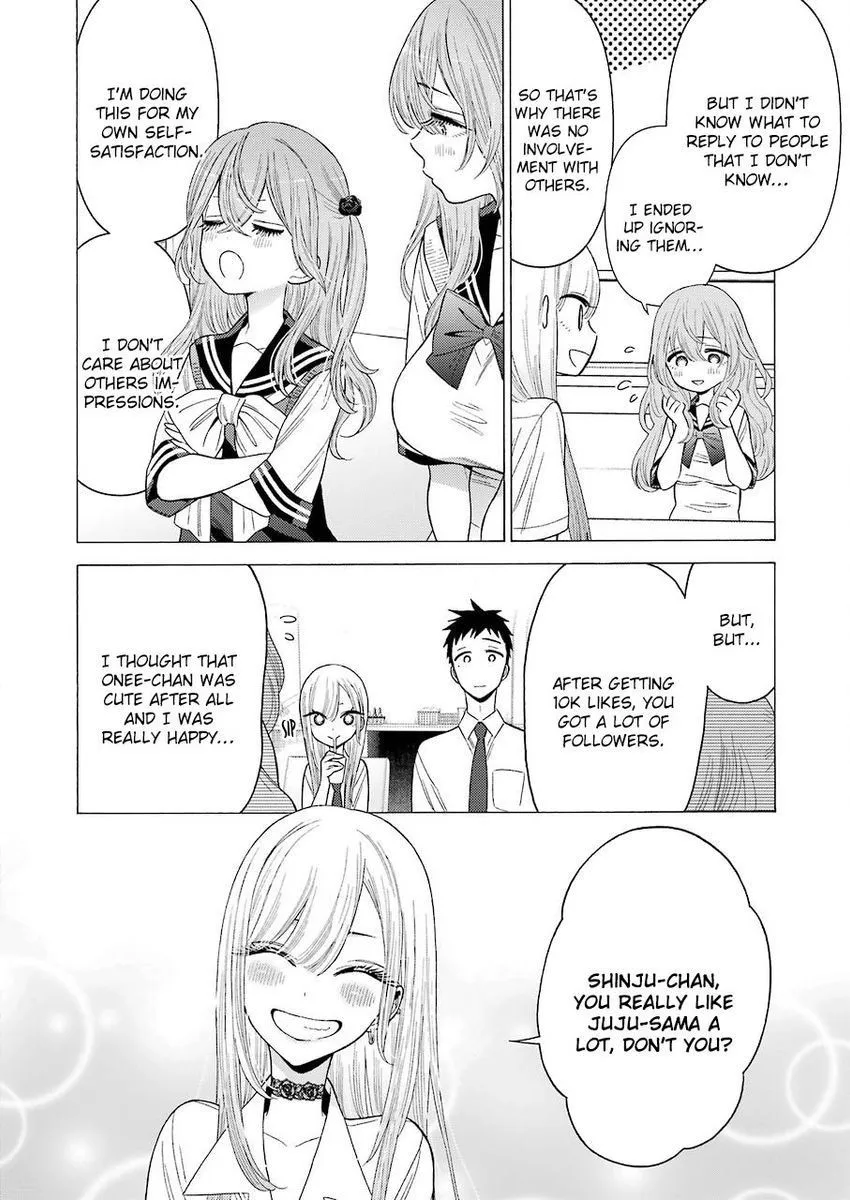 BUT I DIDN'T
KNOW WHAT TO
REPLY TO PEOPLE
THAT I DON'T
KNOW...
I ENDED
UP IGNOR-
ING THEM...
SO THAT'S
WHY THERE
WAS NO
INVOLVE-
MENT WITH
OTHERS.
I'M DOING
THIS FOR MY
OWN SELF-
SATISFACTION.
I DON'T
CARE ABOUT
OTHERS IM-
PRESSIONS.
BUT,
BUT...
AFTER GETTING
10K LIKES, YOU
GOT A LOT OF
FOLLOWERS.
SIP
I THOUGHT THAT
ONEE-CHAN WAS
CUTE AFTER ALL
AND I WAS
REALLY HAPPY...
SHINJU-CHAN,
YOU REALLY LIKE
JUJU-SAMA A
LOT, DON'T YOU?